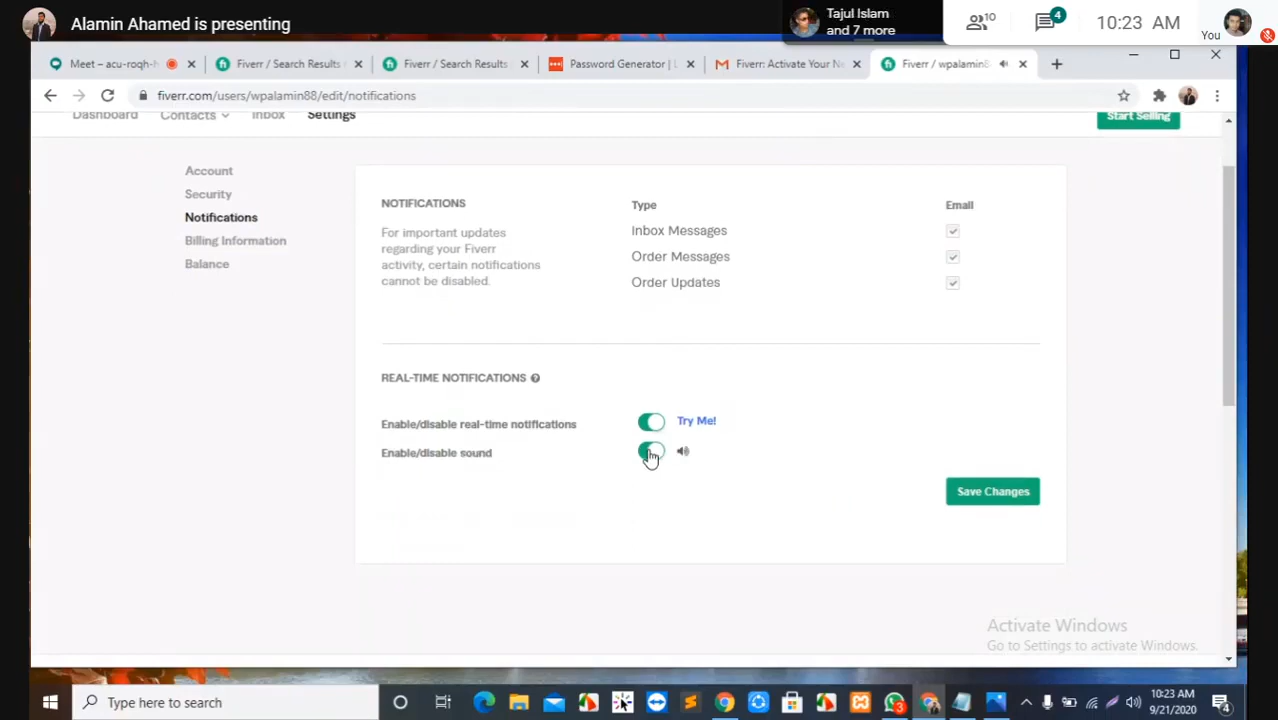 Alamin Ahamed is presenting
Tajul Islam
and 7 more
10
4
10:23 AM
You
Meet – acu-roqh-h
Fiverr / Search Results
Fiverr / Search Results
Password Generator | L
Fiverr: Activate Your Ne
Fiverr / wpalamin8
fiverr.com/users/wpalamin88/edit/notifications
Dashboard
Contacts
Inbox
Settings
Start Selling
Account
Security
Notifications
Billing Information
Balance
NOTIFICATIONS
For important updates
regarding your Fiverr
activity, certain notifications
cannot be disabled.
Type
Email
Inbox Messages
Order Messages
Order Updates
REAL-TIME NOTIFICATIONS
Enable/disable real-time notifications
Try Me!
Enable/disable sound
Save Changes
Activate Windows
Go to Settings to activate Windows.
Type here to search
3
10:23 AM
9/21/2020
4